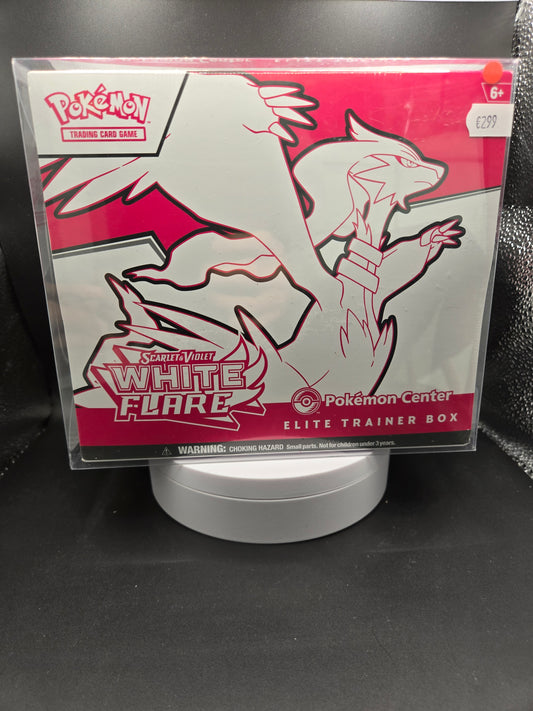 POKéMON
TRADING CARD GAME
6+
€299
SCARLET & VIOLET
WHITE
FLARE
Pokémon Center
ELITE TRAINER BOX
⚠ WARNING: CHOKING HAZARD Small parts. Not for children under 3 years.